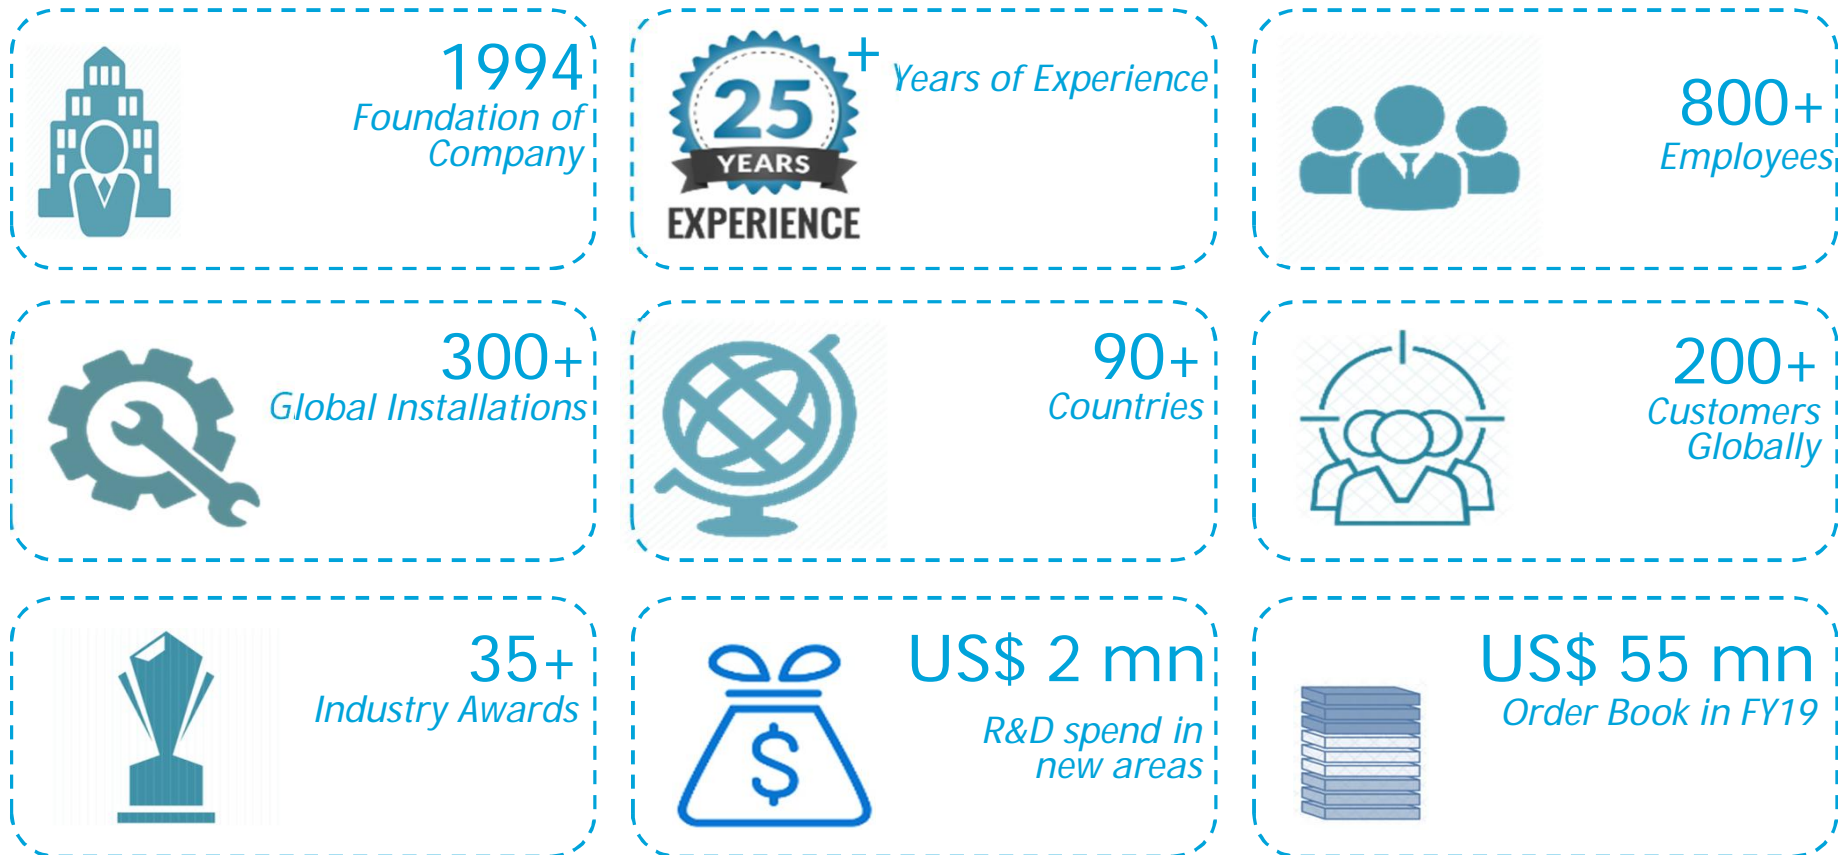 1994
Foundation of
Company
25
YEARS
EXPERIENCE
+
Years of Experience
800+
Employees
300+
Global Installations
90+
Countries
200+
Customers
Globally
35+
Industry Awards
$
US$ 2 mn
R&D spend in
new areas
US$ 55 mn
Order Book in FY19